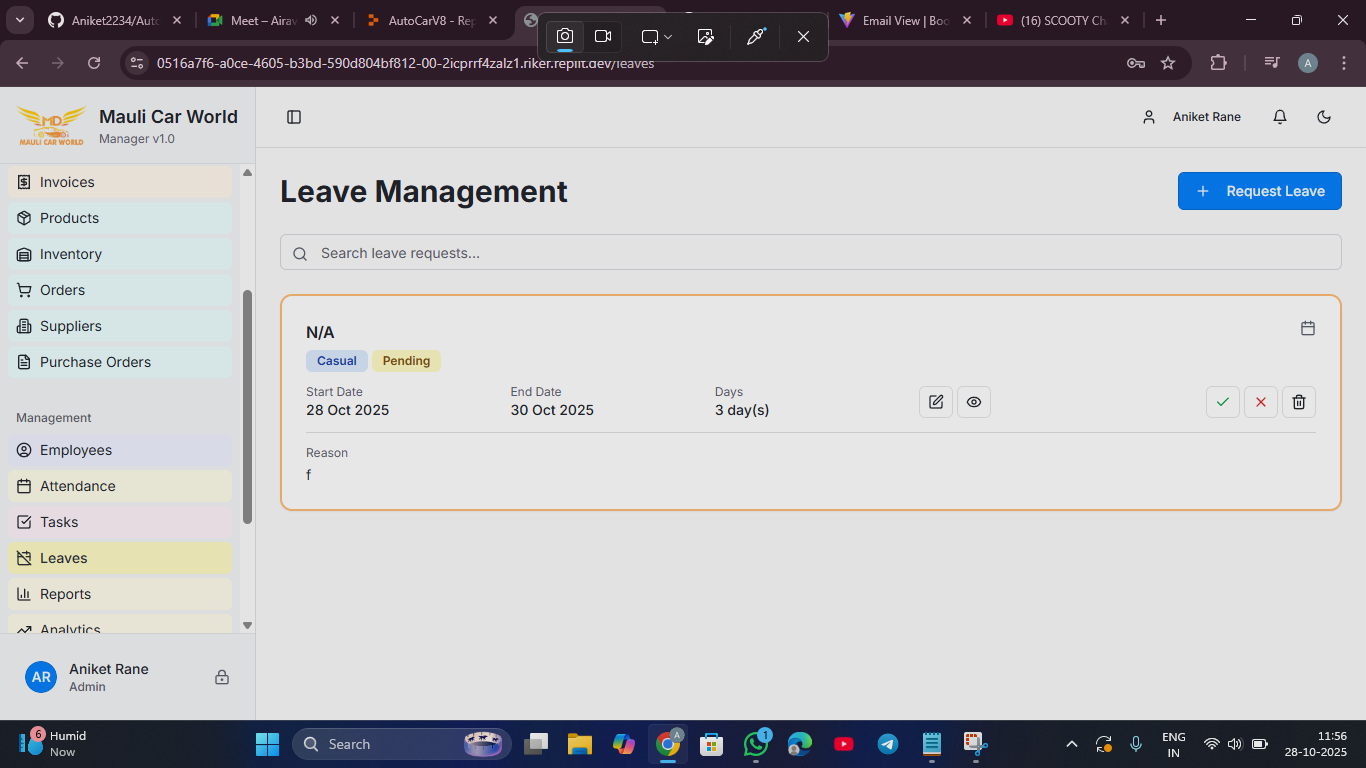 Aniket2234/Auto
Meet – Airav
AutoCarV8 - Rep
Email View | Boo
(16) SCOOTY Ch
0516a7f6-a0ce-4605-b3bd-590d804bf812-00-2icprrf4zalz1.riker.replit.dev/leaves
A
MD
MAULI CAR WORLD
Mauli Car World
Manager v1.0
Invoices
Products
Inventory
Orders
Suppliers
Purchase Orders
Management
Employees
Attendance
Tasks
Leaves
Reports
Analytics
AR
Aniket Rane
Admin
Aniket Rane
Leave Management
Request Leave
Search leave requests...
N/A
Casual Pending
Start Date End Date Days
28 Oct 2025 30 Oct 2025 3 day(s)
Reason
f
6
Humid
Now
Search
A
1
ENG
IN
11:56
28-10-2025